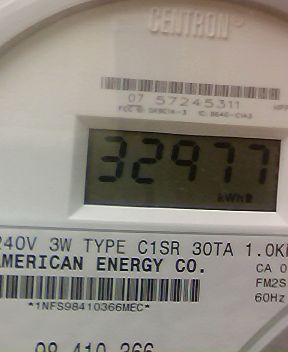 CENTRON
07 57245311
32977
kWh
240V 3W TYPE C1SR 30TA 1.0K
AMERICAN ENERGY CO.
CA 0
FM2S
60Hz
*1NFS98410366MEC*
98 410 366